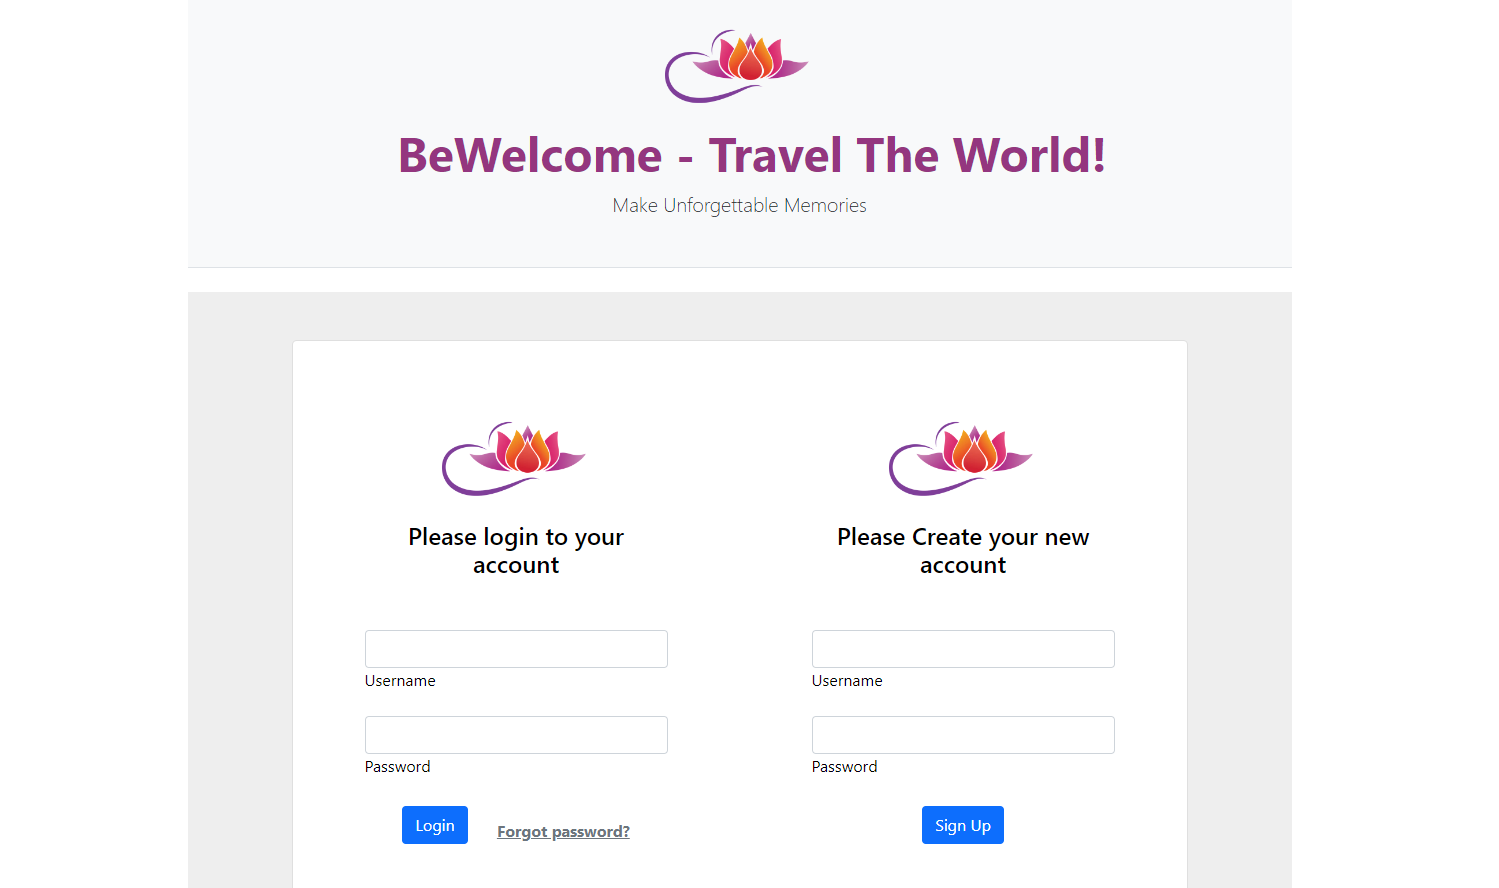 BeWelcome - Travel The World!
Make Unforgettable Memories
Please login to your
account
Username
Password
Login
Forgot password?
Please Create your new
account
Username
Password
Sign Up